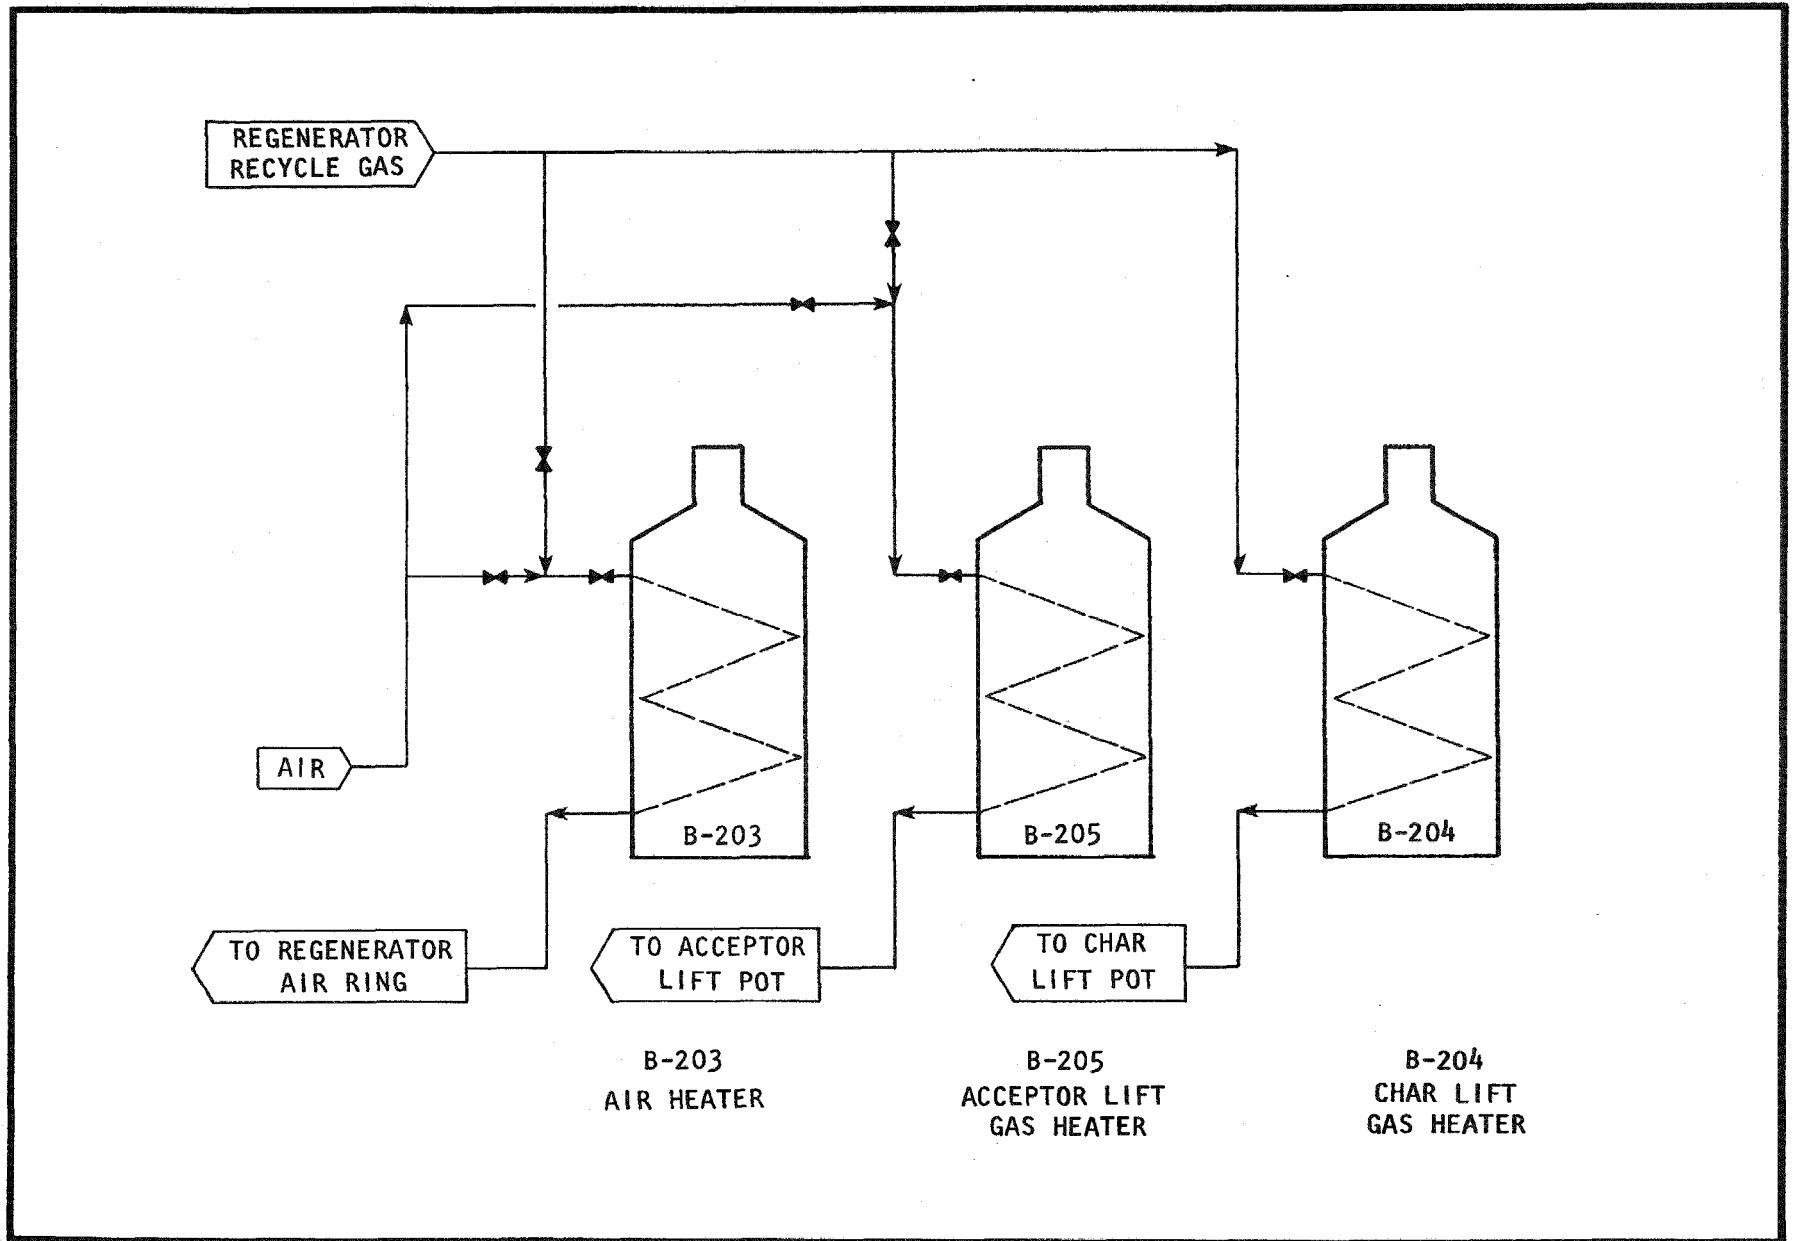 REGENERATOR
RECYCLE GAS
AIR
B-203
B-205
B-204
TO REGENERATOR
AIR RING
TO ACCEPTOR
LIFT POT
TO CHAR
LIFT POT
B-203
AIR HEATER
B-205
ACCEPTOR LIFT
GAS HEATER
B-204
CHAR LIFT
GAS HEATER